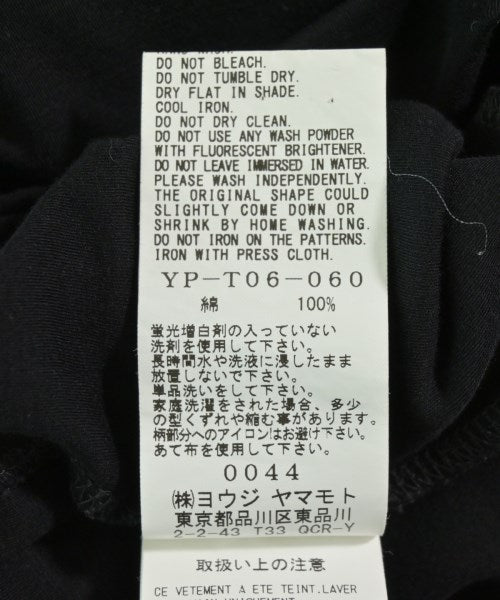 HAND WASH.
DO NOT BLEACH.
DO NOT TUMBLE DRY.
DRY FLAT IN SHADE.
COOL IRON.
DO NOT DRY CLEAN.
DO NOT USE ANY WASH POWDER
WITH FLUORESCENT BRIGHTENER.
DO NOT LEAVE IMMERSED IN WATER.
PLEASE WASH INDEPENDENTLY.
THE ORIGINAL SHAPE COULD
SLIGHTLY COME DOWN OR
SHRINK BY HOME WASHING.
DO NOT IRON ON THE PATTERNS.
IRON WITH PRESS CLOTH.
YP-T06-060
綿 100%
蛍光増白剤の入っていない
洗剤を使用して下さい。
長時間水や洗液に浸したまま
放置しないで下さい。
単品洗いをして下さい。
家庭洗濯をされた場合、多少
の型くずれや縮む事があります。
柄部分へのアイロンはお避け下さい。
あて布を使用して下さい。
0044
(株)ヨウジ ヤマモト
東京都品川区東品川
2-2-43 T33 QCR-Y
取扱い上の注意
CE VETEMENT A ETE TEINT.LAVER